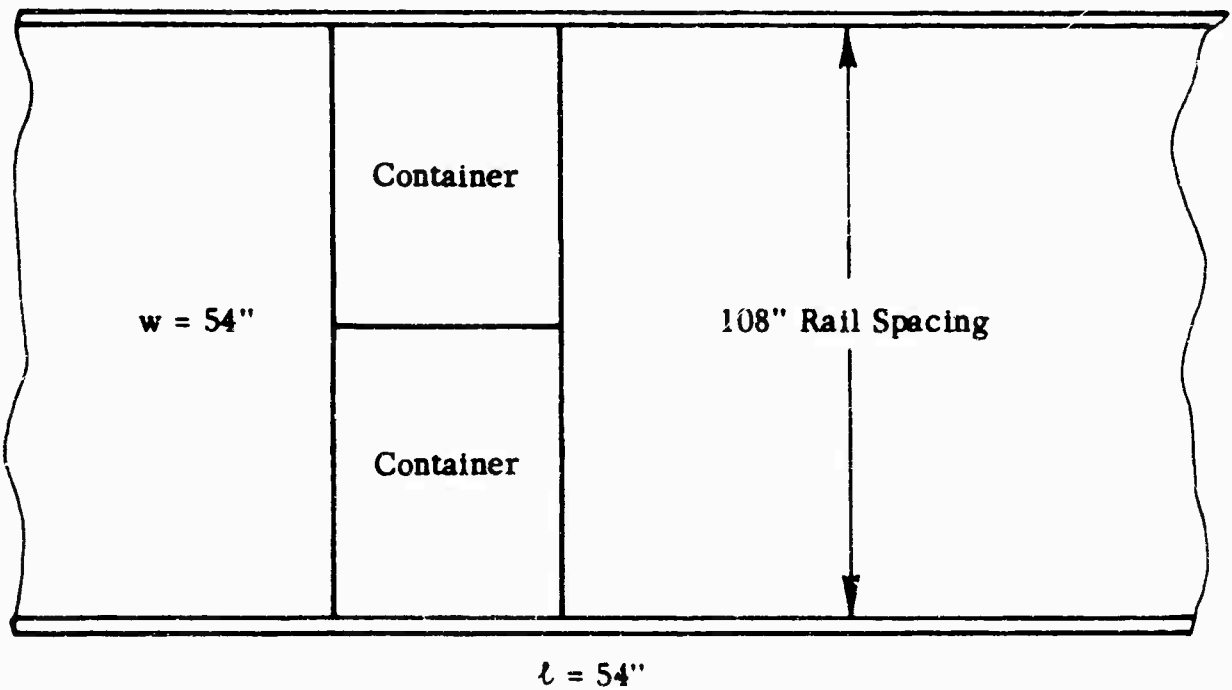 Container
w = 54"
108" Rail Spacing
Container
ℓ = 54"